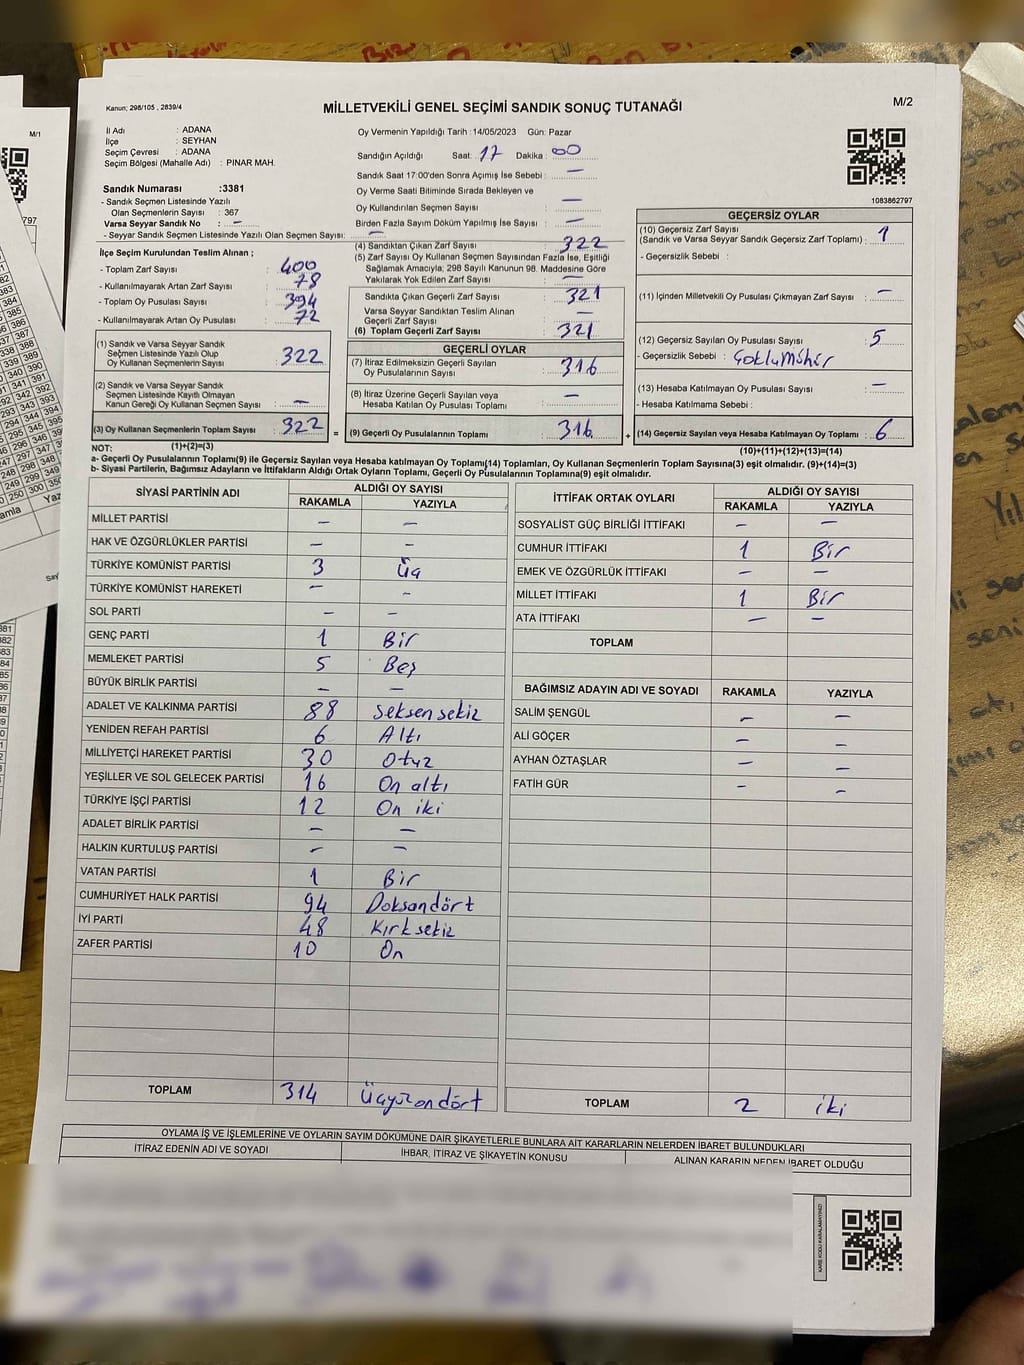 Kanun; 298/105 , 2839/4
MİLLETVEKİLİ GENEL SEÇİMİ SANDIK SONUÇ TUTANAĞI
M/2
İl Adı : ADANA
İlçe : SEYHAN
Seçim Çevresi : ADANA
Seçim Bölgesi (Mahalle Adı) : PINAR MAH.
Sandık Numarası :3381
- Sandık Seçmen Listesinde Yazılı
Olan Seçmenlerin Sayısı : 367
Varsa Seyyar Sandık No : -
- Seyyar Sandık Seçmen Listesinde Yazılı Olan Seçmen Sayısı: -
Oy Vermenin Yapıldığı Tarih :14/05/2023 Gün: Pazar
Sandığın Açıldığı Saat: 17 Dakika : 00
Sandık Saat 17:00'den Sonra Açımış İse Sebebi : -
Oy Verme Saati Bitiminde Sırada Bekleyen ve
Oy Kullandırılan Seçmen Sayısı : -
Birden Fazla Sayım Döküm Yapılmış İse Sayısı : -
1083862797
İlçe Seçim Kurulundan Teslim Alınan ;
- Toplam Zarf Sayısı : 400
- Kullanılmayarak Artan Zarf Sayısı : 78
- Toplam Oy Pusulası Sayısı : 394
- Kullanılmayarak Artan Oy Pusulası : 72
(4) Sandıktan Çıkan Zarf Sayısı : 322
(5) Zarf Sayısı Oy Kullanan Seçmen Sayısından Fazla İse, Eşitliği
Sağlamak Amacıyla; 298 Sayılı Kanunun 98. Maddesine Göre
Yakılarak Yok Edilen Zarf Sayısı : -
Sandıkta Çıkan Geçerli Zarf Sayısı : 321
Varsa Seyyar Sandıktan Teslim Alınan
Geçerli Zarf Sayısı : -
(6) Toplam Geçerli Zarf Sayısı : 321
GEÇERSİZ OYLAR
(10) Geçersiz Zarf Sayısı
(Sandık ve Varsa Seyyar Sandık Geçersiz Zarf Toplamı) : 1
- Geçersizlik Sebebi :
(11) İçinden Milletvekili Oy Pusulası Çıkmayan Zarf Sayısı : -
(12) Geçersiz Sayılan Oy Pusulası Sayısı : 5
- Geçersizlik Sebebi : Çoklu Mühür
(13) Hesaba Katılmayan Oy Pusulası Sayısı : -
- Hesaba Katılmama Sebebi :
(14) Geçersiz Sayılan veya Hesaba Katılmayan Oy Toplamı : 6
(10)+(11)+(12)+(13)=(14)
(1) Sandık ve Varsa Seyyar Sandık
Seçmen Listesinde Yazılı Olup
Oy Kullanan Seçmenlerin Sayısı : 322
(2) Sandık ve Varsa Seyyar Sandık
Seçmen Listesinde Kayıtlı Olmayan
Kanun Gereği Oy Kullanan Seçmen Sayısı : -
(3) Oy Kullanan Seçmenlerin Toplam Sayısı : 322 =
GEÇERLİ OYLAR
(7) İtiraz Edilmeksizin Geçerli Sayılan
Oy Pusulalarının Sayısı : 316
(8) İtiraz Üzerine Geçerli Sayılan veya
Hesaba Katılan Oy Pusulası Toplamı : -
(9) Geçerli Oy Pusulalarının Toplamı : 316 +
NOT: (1)+(2)=(3)
a- Geçerli Oy Pusulalarının Toplamı(9) ile Geçersiz Sayılan veya Hesaba katılmayan Oy Toplamı(14) Toplamları, Oy Kullanan Seçmenlerin Toplam Sayısına(3) eşit olmalıdır. (9)+(14)=(3)
b- Siyasi Partilerin, Bağımsız Adayların ve İttifakların Aldığı Ortak Oyların Toplamı, Geçerli Oy Pusulalarının Toplamına(9) eşit olmalıdır.
SİYASİ PARTİNİN ADI ALDIĞI OY SAYISI
RAKAMLA YAZIYLA
MİLLET PARTİSİ - -
HAK VE ÖZGÜRLÜKLER PARTİSİ - -
TÜRKİYE KOMÜNİST PARTİSİ 3 Üç
TÜRKİYE KOMÜNİST HAREKETİ - -
SOL PARTİ - -
GENÇ PARTİ 1 Bir
MEMLEKET PARTİSİ 5 Beş
BÜYÜK BİRLİK PARTİSİ - -
ADALET VE KALKINMA PARTİSİ 88 Seksen sekiz
YENİDEN REFAH PARTİSİ 6 Altı
MİLLİYETÇİ HAREKET PARTİSİ 30 Otuz
YEŞİLLER VE SOL GELECEK PARTİSİ 16 On altı
TÜRKİYE İŞÇİ PARTİSİ 12 On iki
ADALET BİRLİK PARTİSİ - -
HALKIN KURTULUŞ PARTİSİ - -
VATAN PARTİSİ 1 Bir
CUMHURİYET HALK PARTİSİ 94 Doksandört
İYİ PARTİ 48 Kırk sekiz
ZAFER PARTİSİ 10 On
TOPLAM 314 Üçyüzondört
İTTİFAK ORTAK OYLARI ALDIĞI OY SAYISI
RAKAMLA YAZIYLA
SOSYALİST GÜÇ BİRLİĞİ İTTİFAKI - -
CUMHUR İTTİFAKI 1 Bir
EMEK VE ÖZGÜRLÜK İTTİFAKI - -
MİLLET İTTİFAKI 1 Bir
ATA İTTİFAKI - -
TOPLAM
BAĞIMSIZ ADAYIN ADI VE SOYADI RAKAMLA YAZIYLA
SALİM ŞENGÜL - -
ALİ GÖÇER - -
AYHAN ÖZTAŞLAR - -
FATİH GÜR - -
TOPLAM 2 iki
OYLAMA İŞ VE İŞLEMLERİNE VE OYLARIN SAYIM DÖKÜMÜNE DAİR ŞİKAYETLERLE BUNLARA AİT KARARLARIN NELERDEN İBARET BULUNDUKLARI
İTİRAZ EDENİN ADI VE SOYADI İHBAR, İTİRAZ VE ŞİKAYETİN KONUSU ALINAN KARARIN NEDEN İBARET OLDUĞU
KARE KODU KARALAMAYINIZ!
M/1